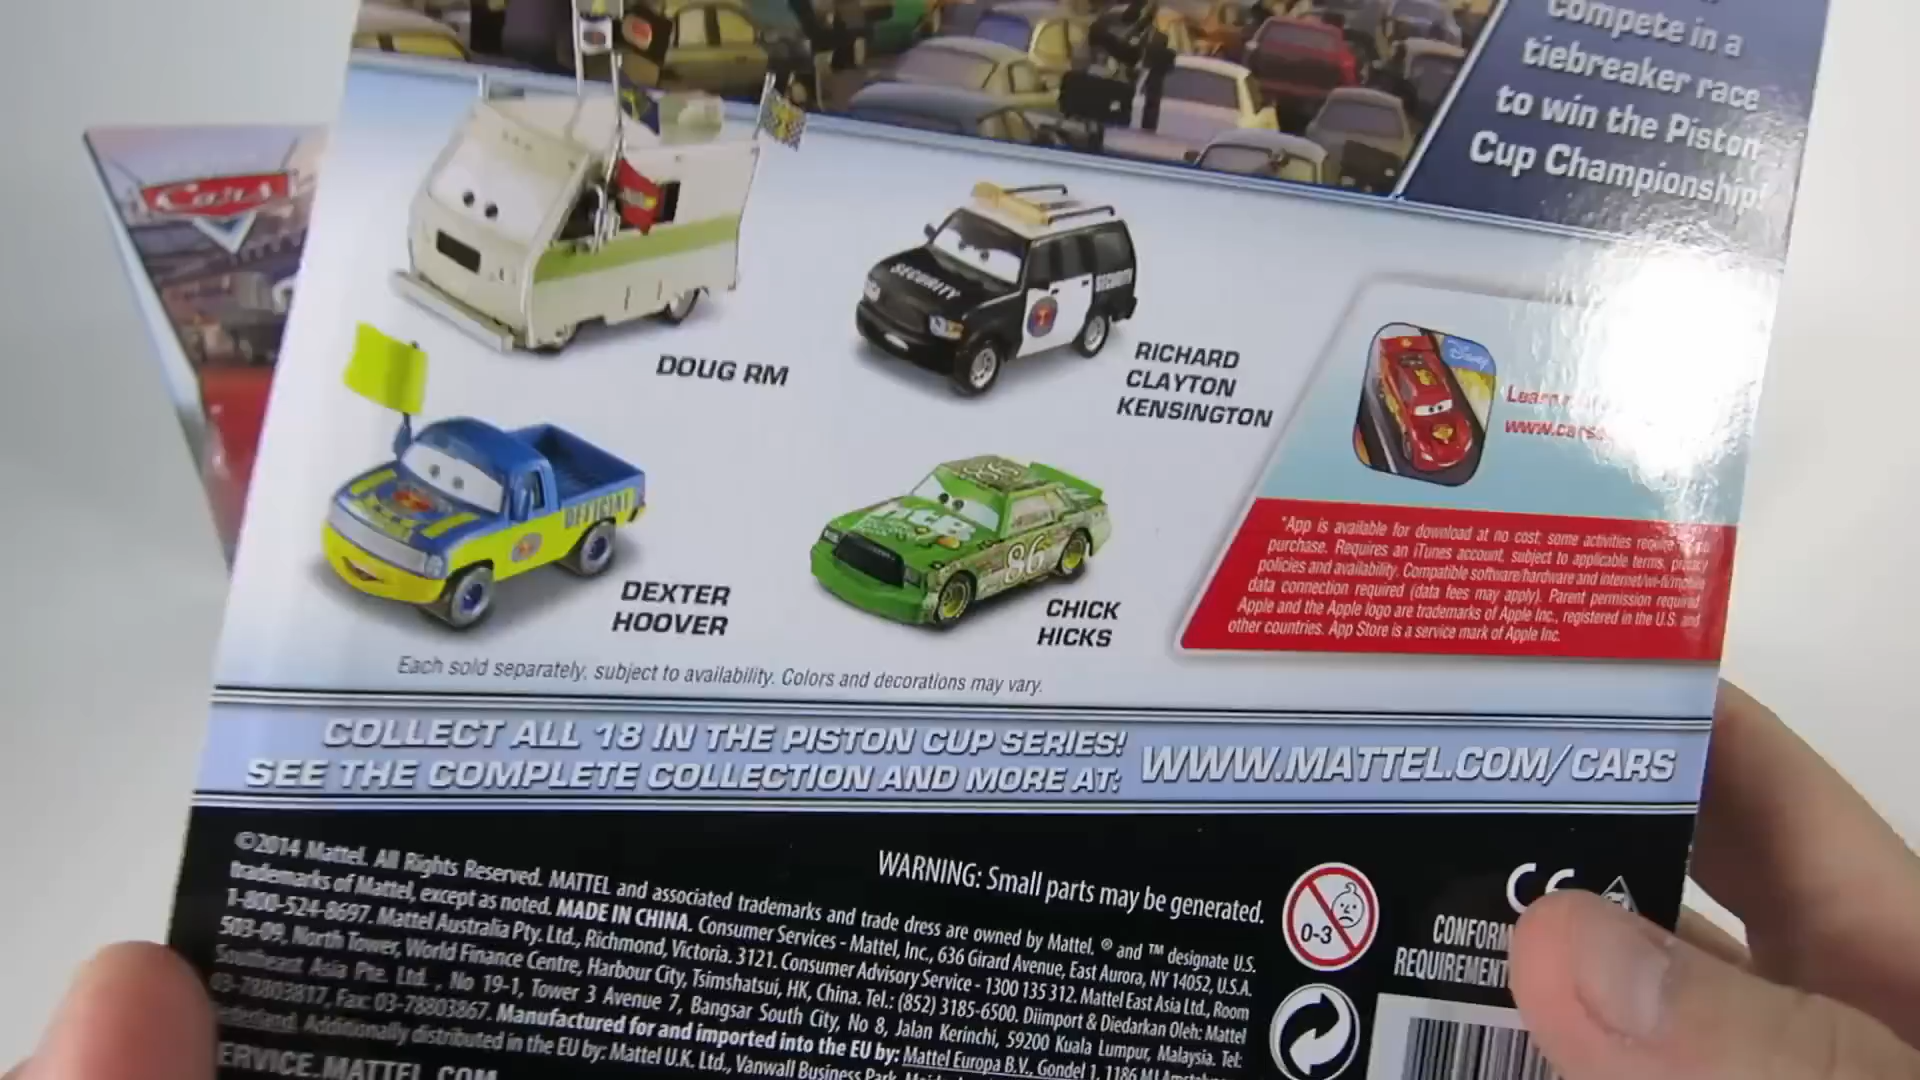 compete in a
tiebreaker race
to win the Piston
Cup Championship!
Cars
SECURITY
SECURITY
DOUG RM
RICHARD
CLAYTON
KENSINGTON
Disney
Learn
www.cars
OFFICIAL
HTB
86
86
DEXTER
HOOVER
CHICK
HICKS
*App is available for download at no cost; some activities require
purchase. Requires an iTunes account, subject to applicable terms, privacy
policies and availability. Compatible software/hardware and internet/wi-fi/mobile
data connection required (data fees may apply). Parent permission required
Apple and the Apple logo are trademarks of Apple Inc., registered in the U.S. and
other countries. App Store is a service mark of Apple Inc.
Each sold separately, subject to availability. Colors and decorations may vary.
COLLECT ALL 18 IN THE PISTON CUP SERIES!
SEE THE COMPLETE COLLECTION AND MORE AT:
WWW.MATTEL.COM/CARS
WARNING: Small parts may be generated.
0-3
CE
CONFORM
REQUIREMENT
©2014 Mattel. All Rights Reserved. MATTEL and associated trademarks and trade dress are owned by Mattel. ® and ™ designate U.S.
trademarks of Mattel, except as noted. MADE IN CHINA. Consumer Services - Mattel, Inc., 636 Girard Avenue, East Aurora, NY 14052, U.S.A.
1-800-524-8697. Mattel Australia Pty. Ltd., Richmond, Victoria. 3121. Consumer Advisory Service - 1300 135 312. Mattel East Asia Ltd., Room
503-09, North Tower, World Finance Centre, Harbour City, Tsimshatsui, HK, China. Tel.: (852) 3185-6500. Diimport & Diedarkan Oleh: Mattel
Southeast Asia Pte. Ltd., No 19-1, Tower 3 Avenue 7, Bangsar South City, No 8, Jalan Kerinchi, 59200 Kuala Lumpur, Malaysia. Tel:
03-78803817, Fax: 03-78803867. Manufactured for and imported into the EU by: Mattel Europa B.V., Gondel 1, 1186 MJ
Nederland. Additionally distributed in the EU by: Mattel U.K. Ltd., Vanwall Business Park,
ERVICE.MATTEL.COM